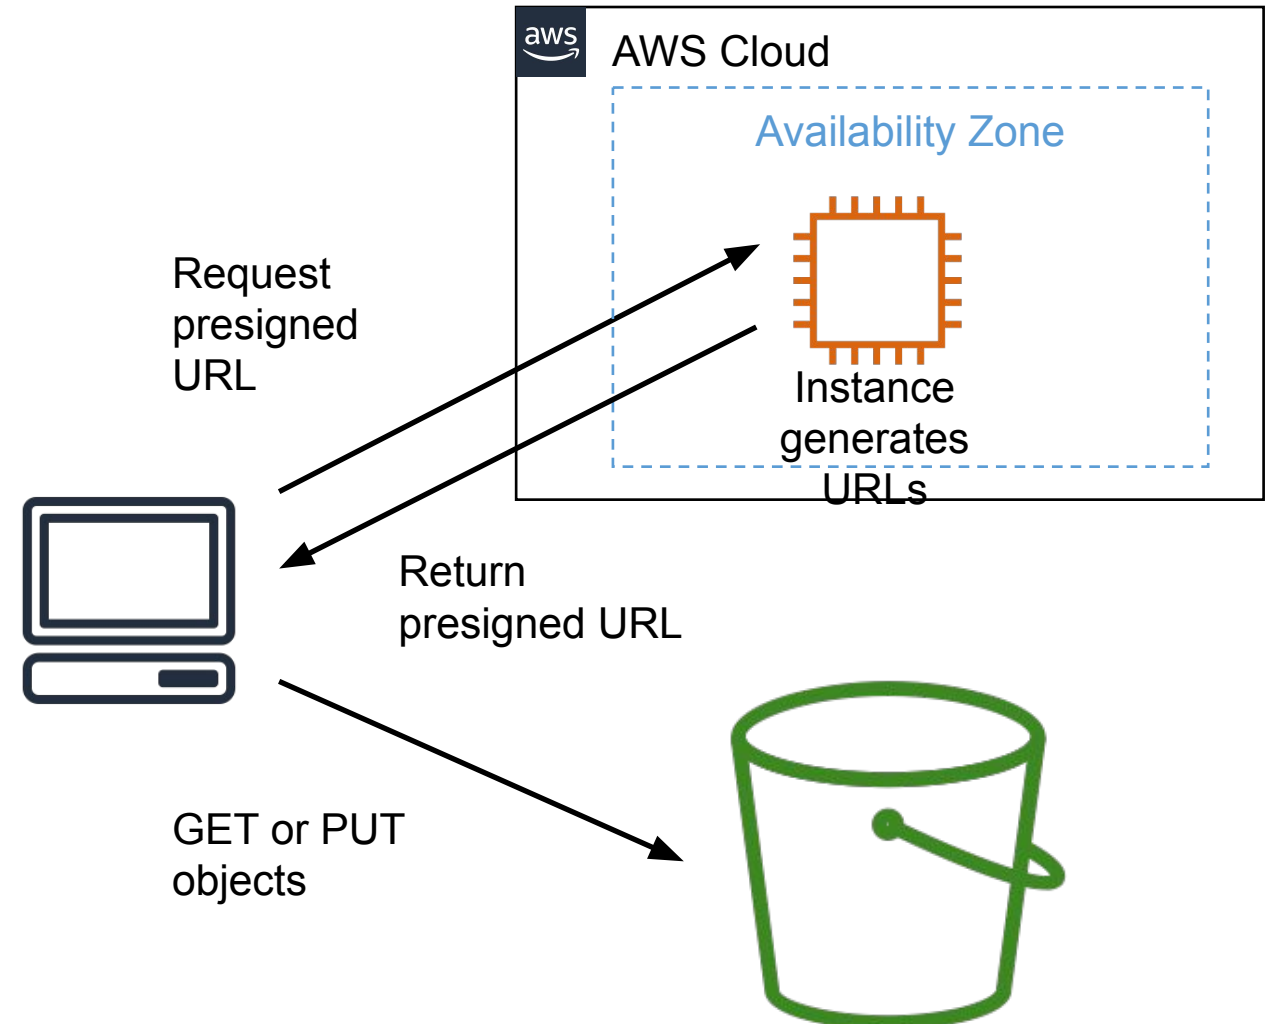 aws
AWS Cloud
Availability Zone
Request
presigned
URL
Instance
generates
URLs
Return
presigned URL
GET or PUT
objects